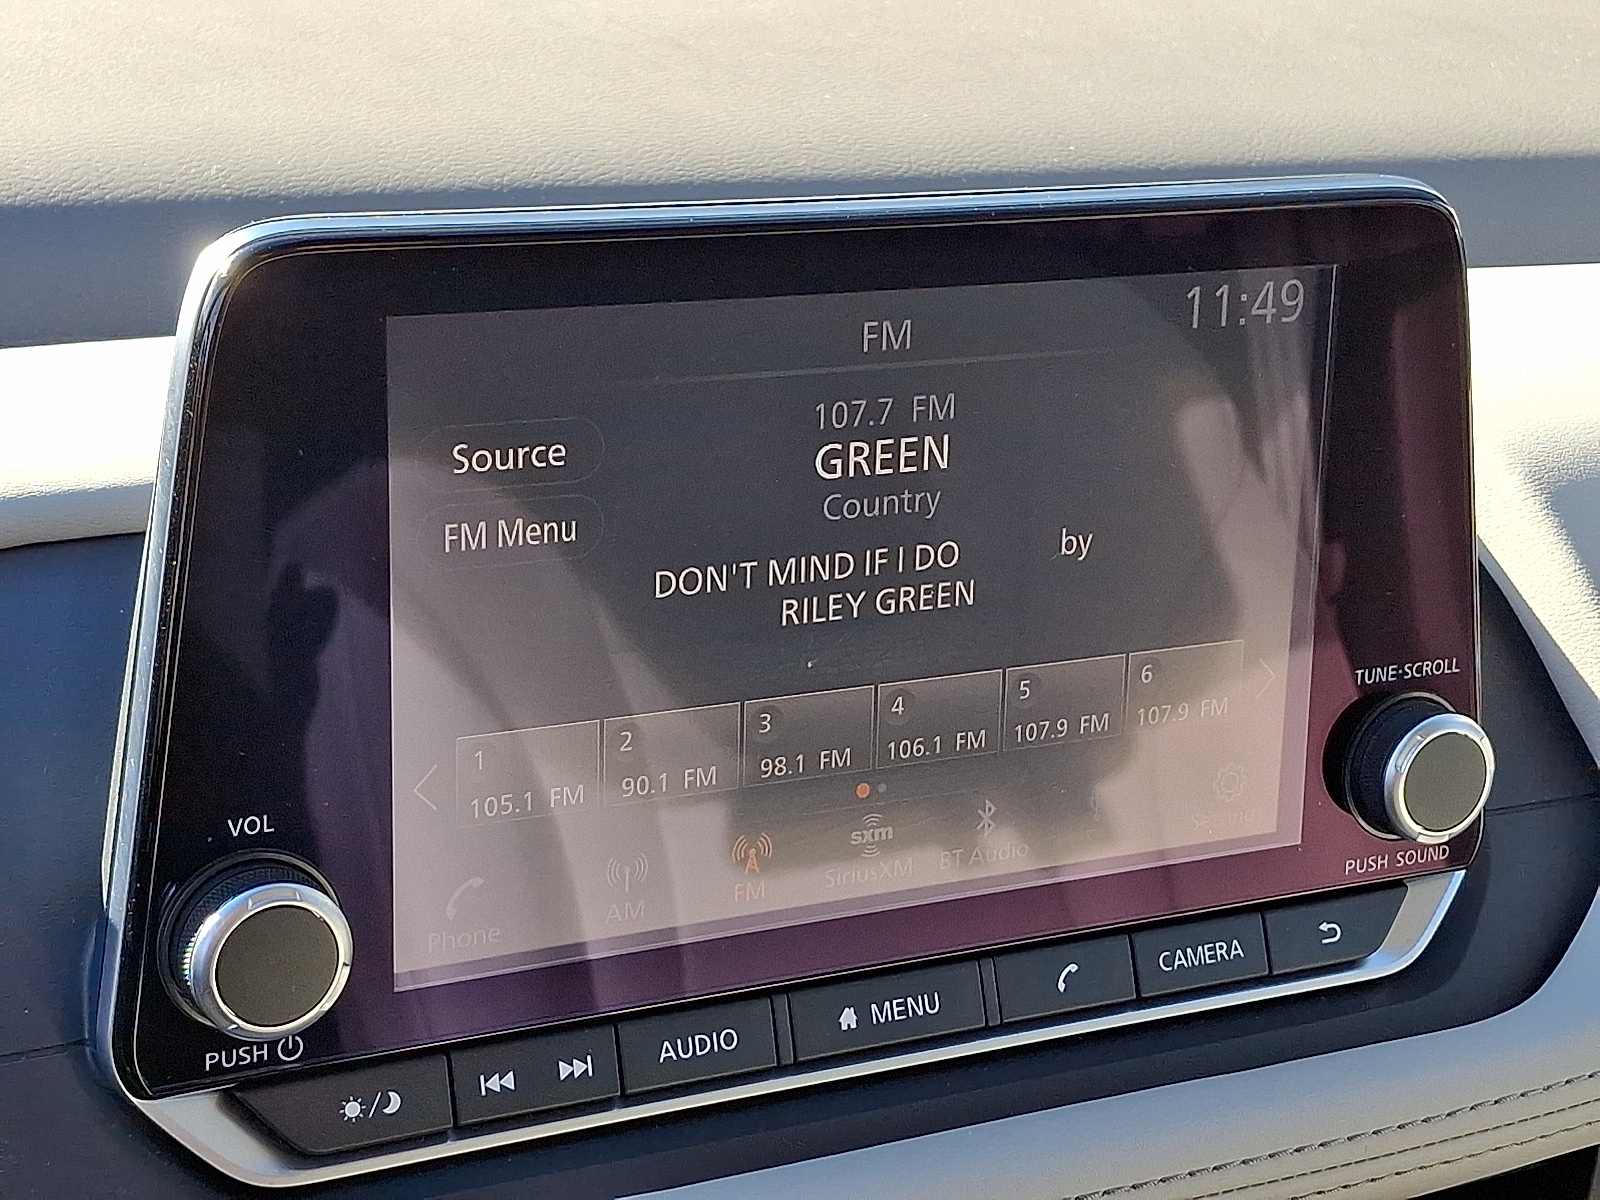 11:49
FM
107.7 FM
Source
GREEN
Country
FM Menu
DON'T MIND IF I DO by
RILEY GREEN
1 2 3 4 5 6
105.1 FM 90.1 FM 98.1 FM 106.1 FM 107.9 FM 107.9 FM
Phone AM FM sxm SiriusXM BT Audio Settings
TUNE·SCROLL
PUSH SOUND
VOL
PUSH
AUDIO MENU CAMERA